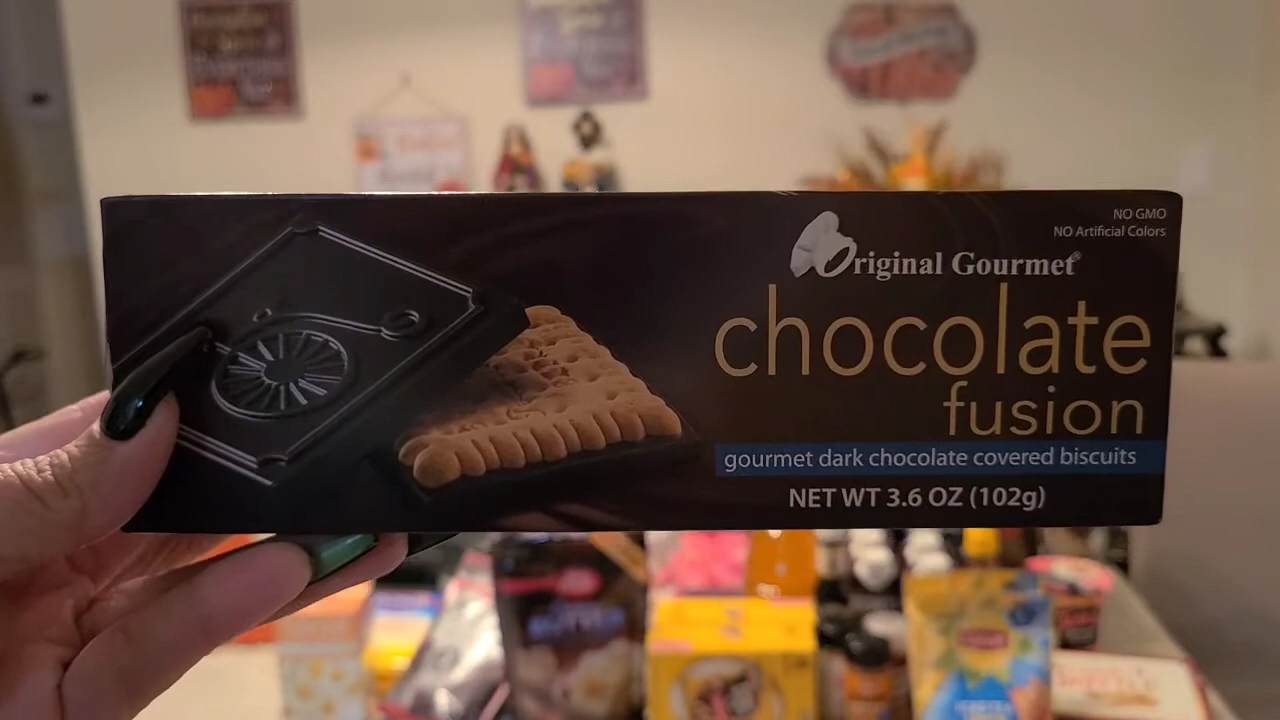 NO GMO
NO Artificial Colors
Original Gourmet®
chocolate
fusion
gourmet dark chocolate covered biscuits
NET WT 3.6 OZ (102g)